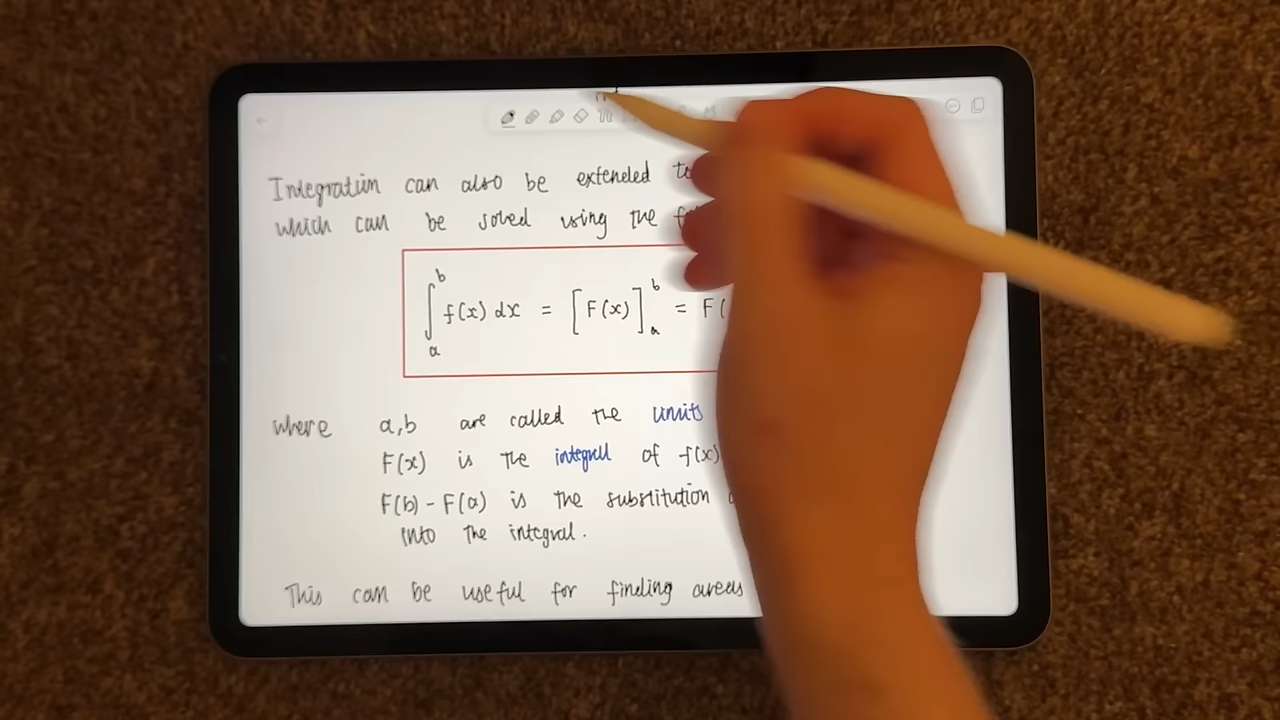 Integration can also be extended to
which can be solved using the
∫ₐᵇ f(x) dx = [F(x)]ₐᵇ = F(
where a,b are called the limits
F(x) is the integral of f(x)
F(b) - F(a) is the substitution
into the integral.
This can be useful for finding areas